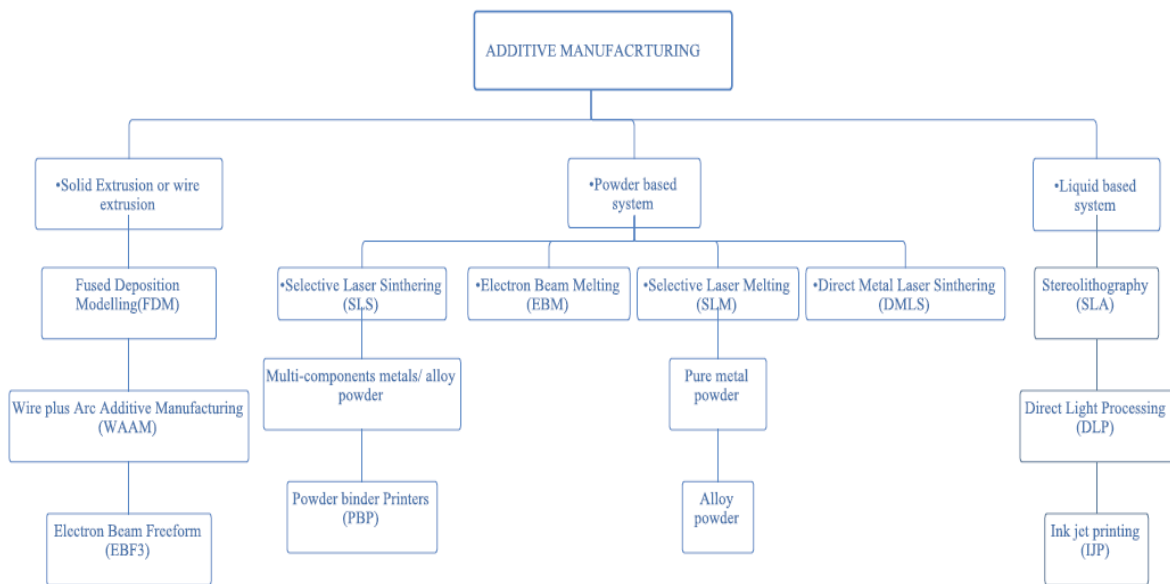 ADDITIVE MANUFACRTURING
•Solid Extrusion or wire
extrusion
•Powder based
system
•Liquid based
system
Fused Deposition
Modelling(FDM)
•Selective Laser Sinthering
(SLS)
•Electron Beam Melting
(EBM)
•Selective Laser Melting
(SLM)
•Direct Metal Laser Sinthering
(DMLS)
Stereolithography
(SLA)
Multi-components metals/ alloy
powder
Pure metal
powder
Wire plus Arc Additive Manufacturing
(WAAM)
Direct Light Processing
(DLP)
Powder binder Printers
(PBP)
Alloy
powder
Electron Beam Freeform
(EBF3)
Ink jet printing
(IJP)